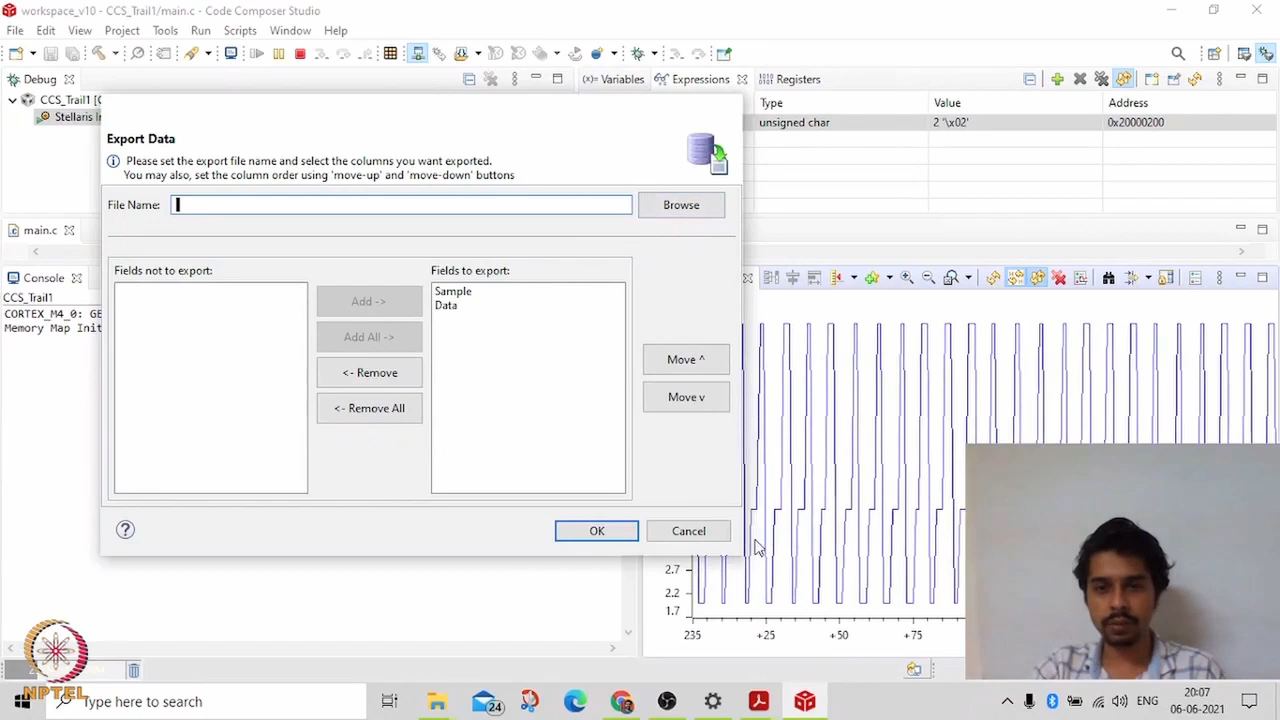 workspace_v10 - CCS_Trail1/main.c - Code Composer Studio
File Edit View Project Tools Run Scripts Window Help
Debug
(x)= Variables
Expressions
1010 0101 Registers
CCS_Trail1 [C
Stellaris In
Type Value Address
unsigned char 2 '\x02' 0x20000200
Export Data
Please set the export file name and select the columns you want exported.
You may also, set the column order using 'move-up' and 'move-down' buttons
File Name:
Browse
main.c
Fields not to export:
Fields to export:
Sample
Data
Add ->
Add All ->
<- Remove
<- Remove All
Move ^
Move v
OK
Cancel
Console
CCS_Trail1
CORTEX_M4_0: GE
Memory Map Init
2.7
2.2
1.7
235 +25 +50 +75
NPTEL
Type here to search
24
ENG
20:07
06-06-2021